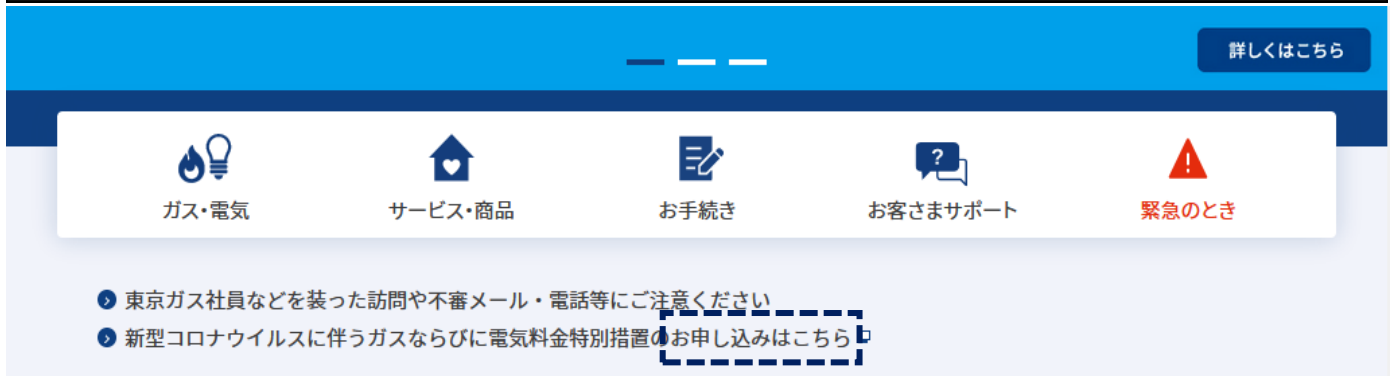 詳しくはこちら
ガス・電気
サービス・商品
お手続き
お客さまサポート
緊急のとき
東京ガス社員などを装った訪問や不審メール・電話等にご注意ください
新型コロナウイルスに伴うガスならびに電気料金特別措置のお申し込みはこちら